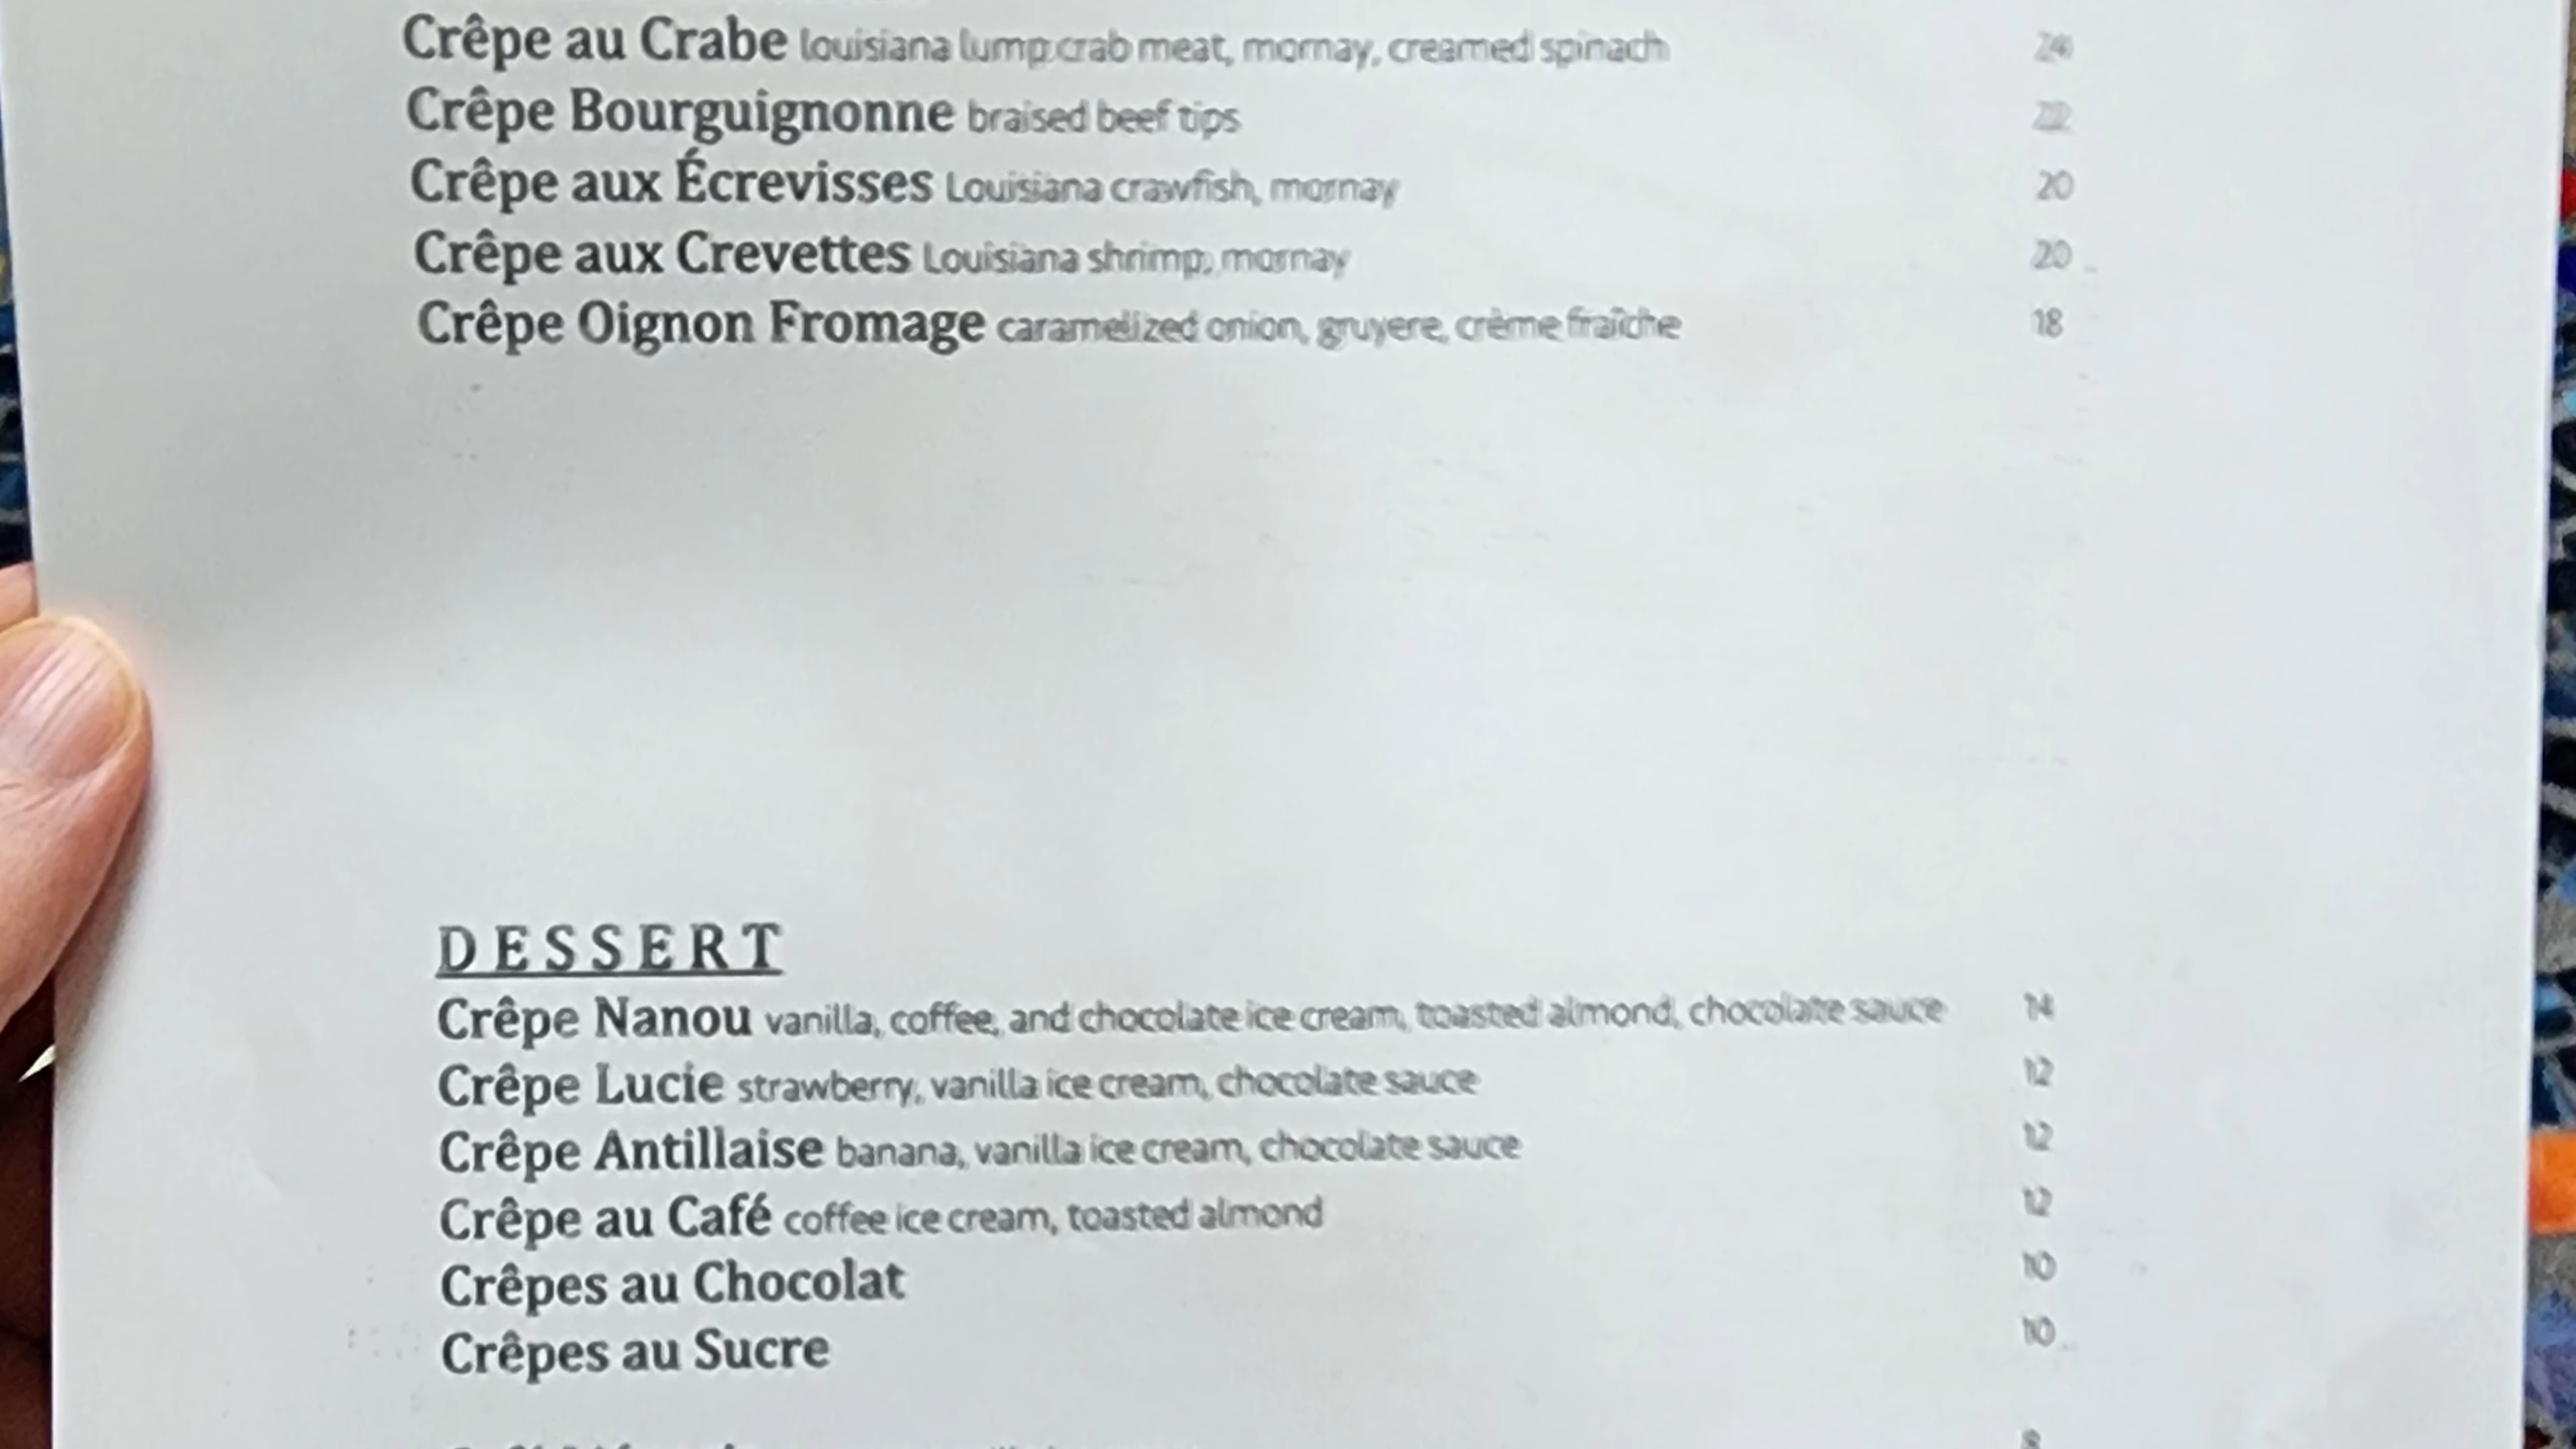 Crêpe au Crabe louisiana lump crab meat, mornay, creamed spinach 24
Crêpe Bourguignonne braised beef tips 22
Crêpe aux Écrevisses Louisiana crawfish, mornay 20
Crêpe aux Crevettes Louisiana shrimp, mornay 20
Crêpe Oignon Fromage caramelized onion, gruyere, crème fraîche 18
DESSERT
Crêpe Nanou vanilla, coffee, and chocolate ice cream, toasted almond, chocolate sauce 14
Crêpe Lucie strawberry, vanilla ice cream, chocolate sauce 12
Crêpe Antillaise banana, vanilla ice cream, chocolate sauce 12
Crêpe au Café coffee ice cream, toasted almond 12
Crêpes au Chocolat 10
Crêpes au Sucre 10